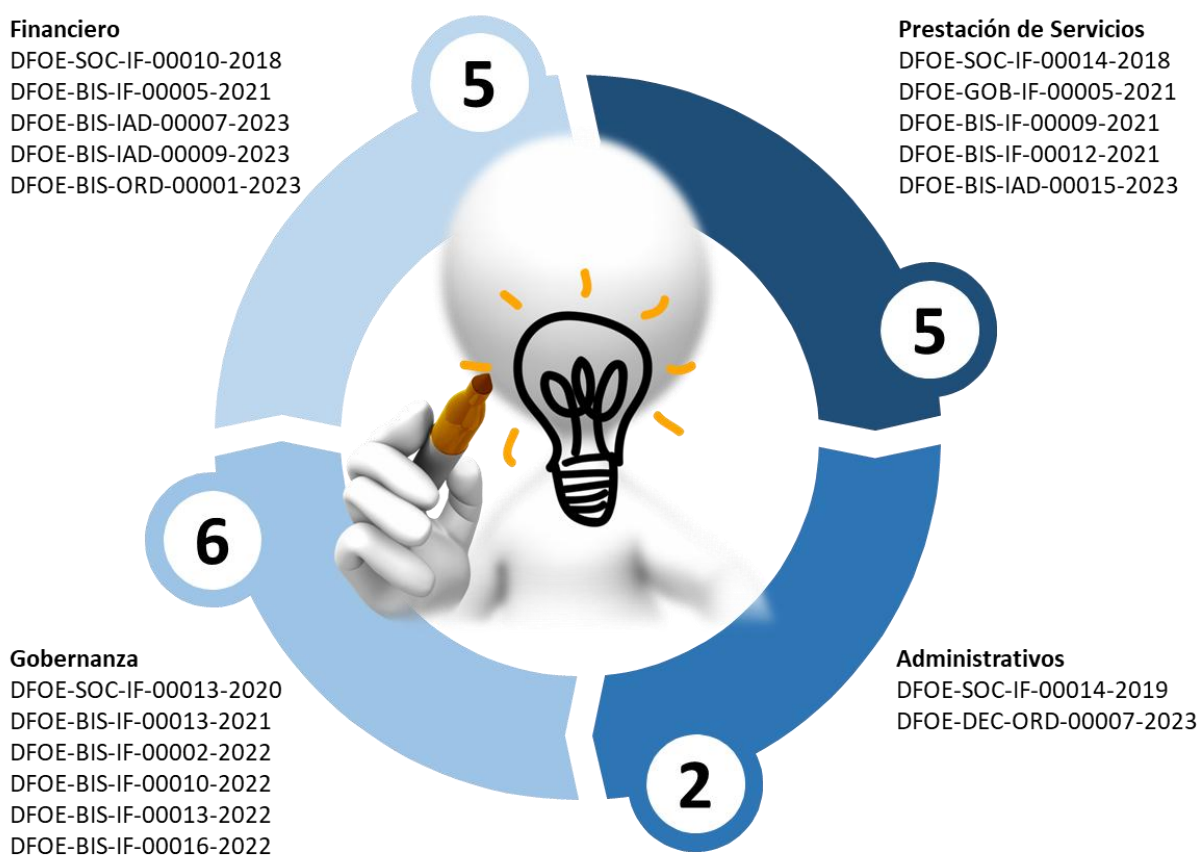 Financiero
DFOE-SOC-IF-00010-2018
DFOE-BIS-IF-00005-2021
DFOE-BIS-IAD-00007-2023
DFOE-BIS-IAD-00009-2023
DFOE-BIS-ORD-00001-2023
5
Prestación de Servicios
DFOE-SOC-IF-00014-2018
DFOE-GOB-IF-00005-2021
DFOE-BIS-IF-00009-2021
DFOE-BIS-IF-00012-2021
DFOE-BIS-IAD-00015-2023
5
6
Gobernanza
DFOE-SOC-IF-00013-2020
DFOE-BIS-IF-00013-2021
DFOE-BIS-IF-00002-2022
DFOE-BIS-IF-00010-2022
DFOE-BIS-IF-00013-2022
DFOE-BIS-IF-00016-2022
Administrativos
DFOE-SOC-IF-00014-2019
DFOE-DEC-ORD-00007-2023
2